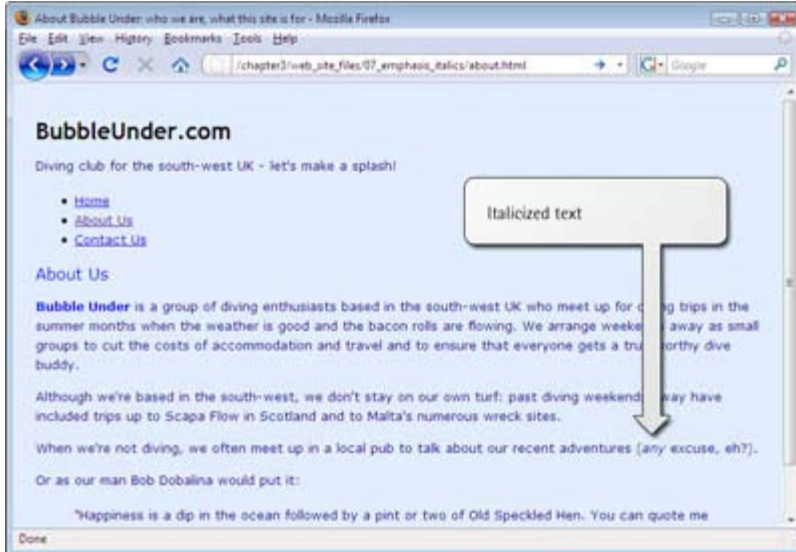 About Bubble Under: who we are, what this site is for - Mozilla Firefox
File Edit View History Bookmarks Tools Help
/chapter3/web_site_files/07_emphasis_italics/about.html
Google
BubbleUnder.com
Diving club for the south-west UK - let's make a splash!
Home
About Us
Contact Us
Italicized text
About Us
Bubble Under is a group of diving enthusiasts based in the south-west UK who meet up for trips in the
summer months when the weather is good and the bacon rolls are flowing. We arrange away as small
groups to cut the costs of accommodation and travel and to ensure that everyone gets a dive
buddy.
Although we're based in the south-west, we don't stay on our own turf: past diving have
included trips up to Scapa Flow in Scotland and to Malta's numerous wreck sites.
When we're not diving, we often meet up in a local pub to talk about our recent adventures (any excuse, eh?).
Or as our man Bob Dobalina would put it:
"Happiness is a dip in the ocean followed by a pint or two of Old Speckled Hen. You can quote me
Done